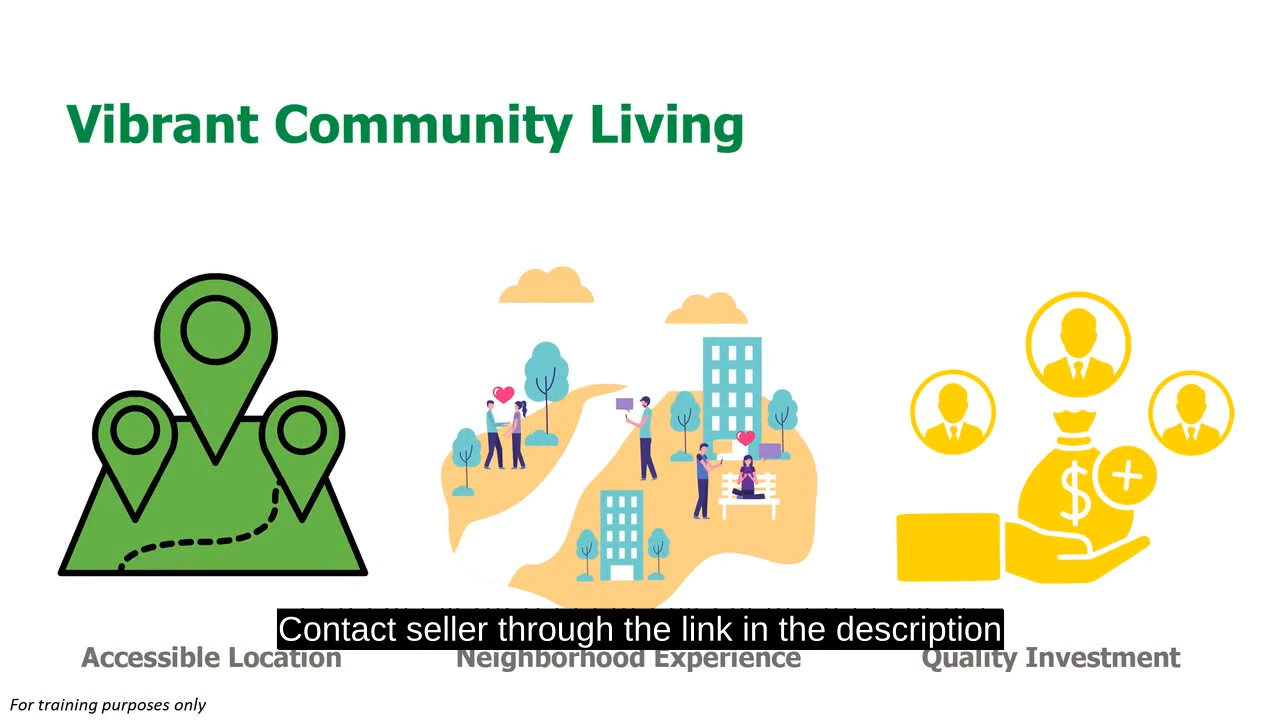 Vibrant Community Living
Contact seller through the link in the description
Accessible Location
Neighborhood Experience
Quality Investment
For training purposes only